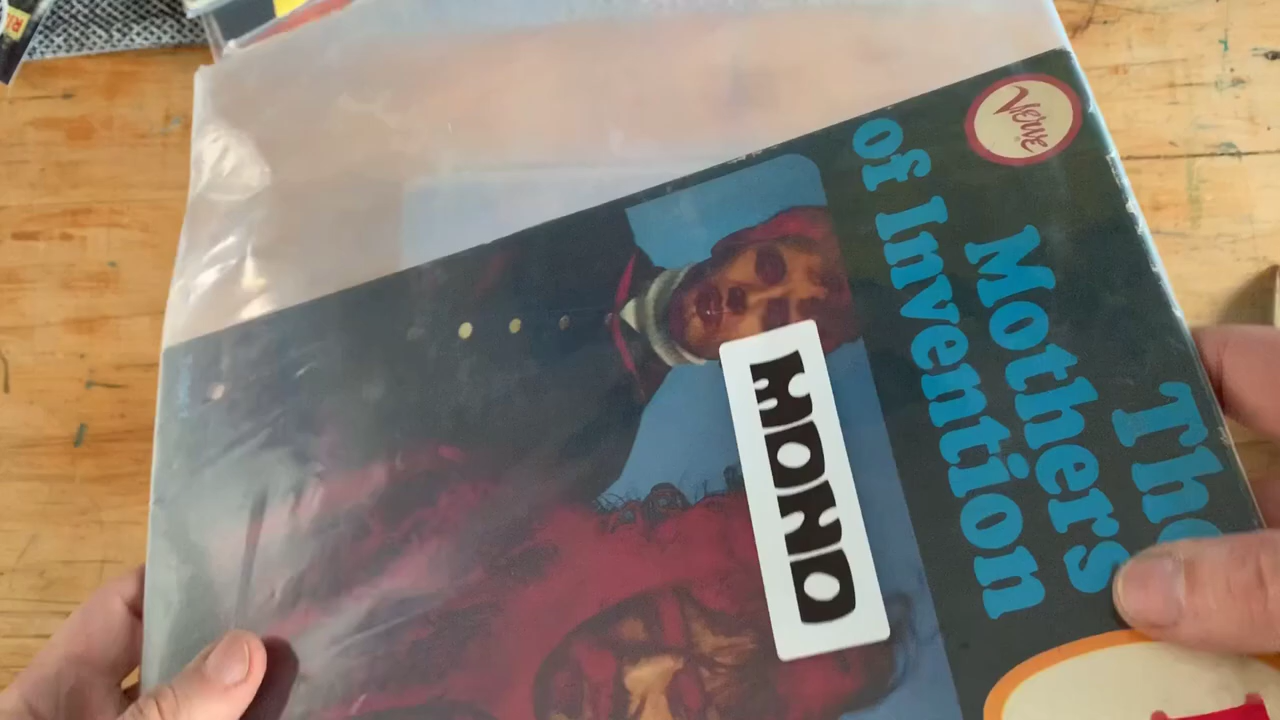 VERVE
The
Mothers
of Invention
MONO